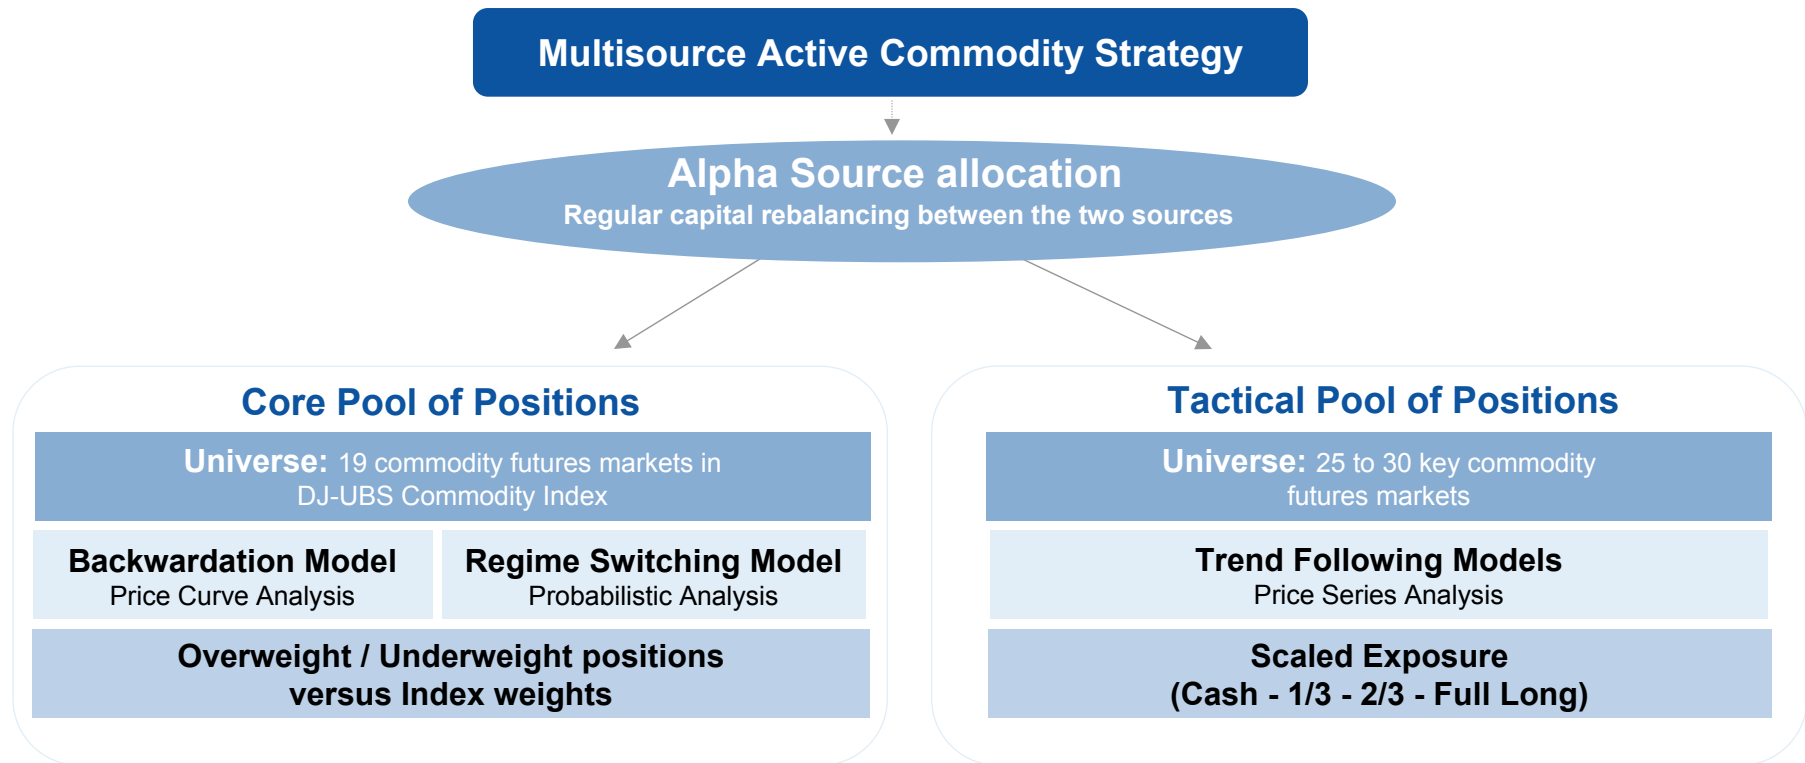 Multisource Active Commodity Strategy
Alpha Source allocation
Regular capital rebalancing between the two sources
Core Pool of Positions
Universe: 19 commodity futures markets in
DJ-UBS Commodity Index
Backwardation Model
Price Curve Analysis
Regime Switching Model
Probabilistic Analysis
Overweight / Underweight positions
versus Index weights
Tactical Pool of Positions
Universe: 25 to 30 key commodity
futures markets
Trend Following Models
Price Series Analysis
Scaled Exposure
(Cash - 1/3 - 2/3 - Full Long)